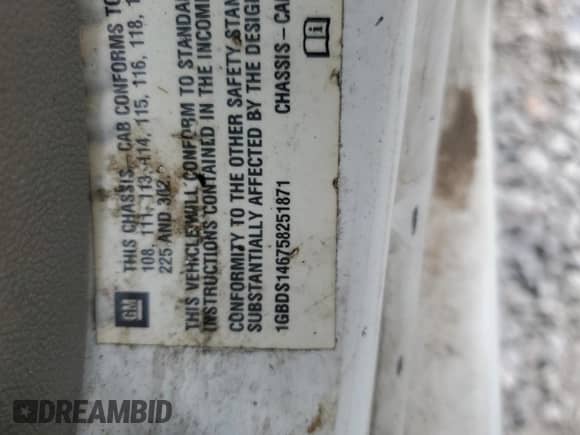 GM
THIS CHASSIS - CAB CONFORMS TO
108, 111, 113, 114, 115, 116, 118, 1
225 AND 302.
THIS VEHICLE WILL CONFORM TO STANDA
INSTRUCTIONS CONTAINED IN THE INCOM
CONFORMITY TO THE OTHER SAFETY STAN
SUBSTANTIALLY AFFECTED BY THE DESIG
1GBDS146758251871 CHASSIS - CA
DREAMBID